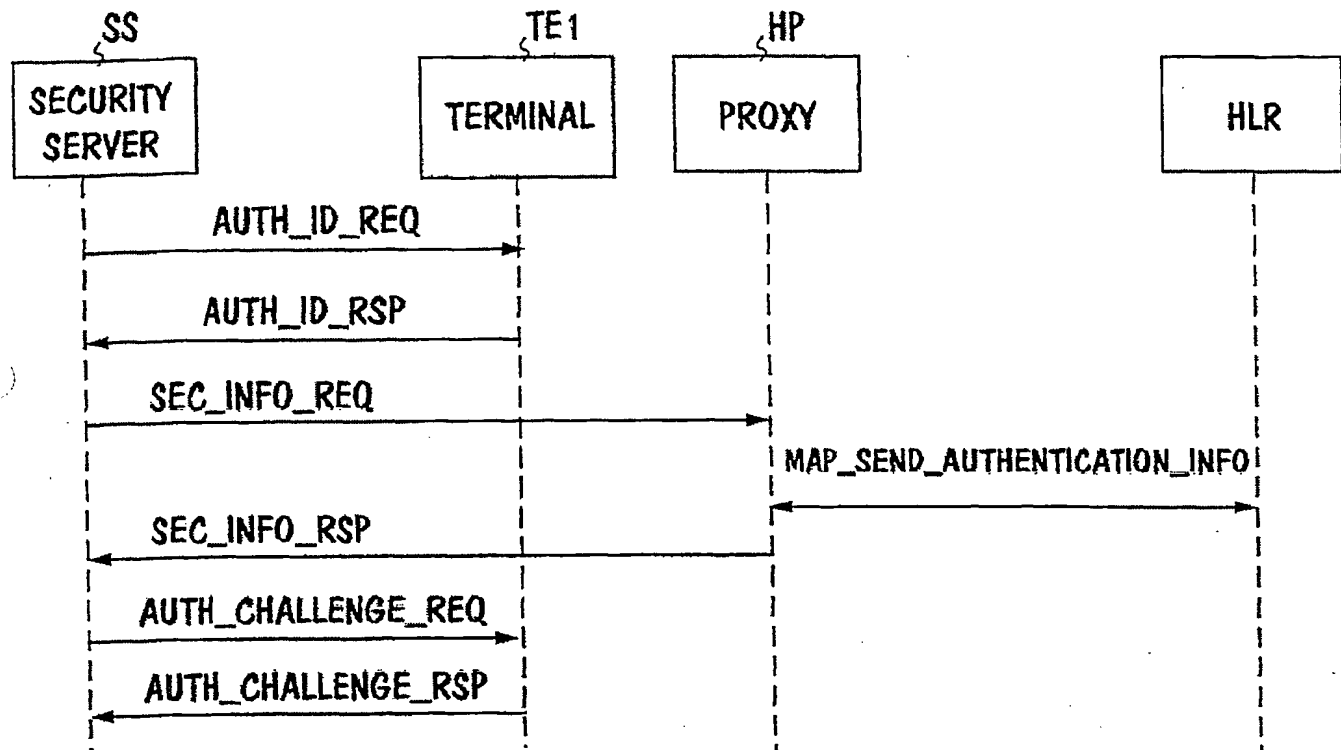 SS
TE1
HP
SECURITY
SERVER
TERMINAL
PROXY
HLR
AUTH_ID_REQ
AUTH_ID_RSP
SEC_INFO_REQ
MAP_SEND_AUTHENTICATION_INFO
SEC_INFO_RSP
AUTH_CHALLENGE_REQ
AUTH_CHALLENGE_RSP